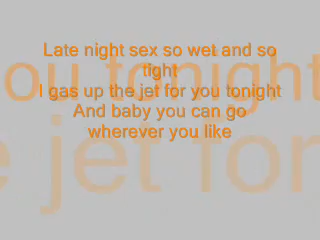 Late night sex so wet and so
tight
I gas up the jet for you tonight
And baby you can go
wherever you like
ou tonight
e jet for